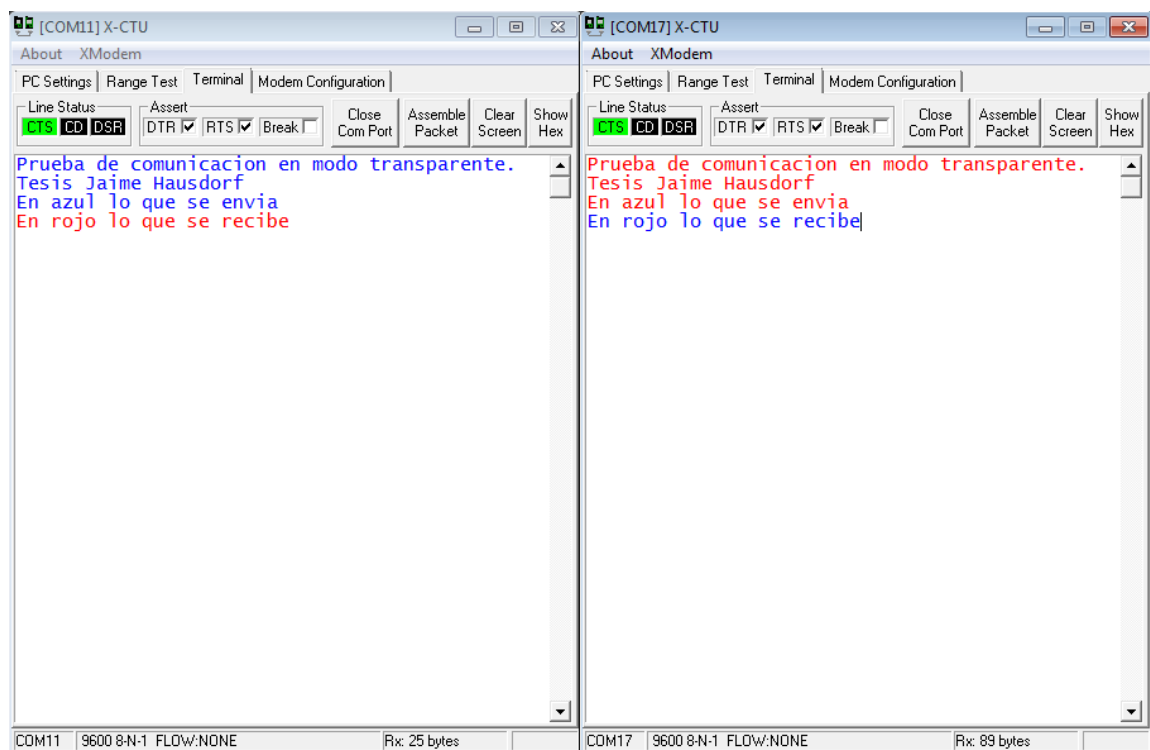 [COM11] X-CTU
About XModem
PC Settings Range Test Terminal Modem Configuration
Line Status Assert
CTS CD DSR DTR RTS Break Close Com Port Assemble Packet Clear Screen Show Hex
Prueba de comunicacion en modo transparente.
Tesis Jaime Hausdorf
En azul lo que se envia
En rojo lo que se recibe
COM11 9600 8-N-1 FLOW:NONE Rx: 25 bytes
[COM17] X-CTU
About XModem
PC Settings Range Test Terminal Modem Configuration
Line Status Assert
CTS CD DSR DTR RTS Break Close Com Port Assemble Packet Clear Screen Show Hex
Prueba de comunicacion en modo transparente.
Tesis Jaime Hausdorf
En azul lo que se envia
En rojo lo que se recibe
COM17 9600 8-N-1 FLOW:NONE Rx: 89 bytes